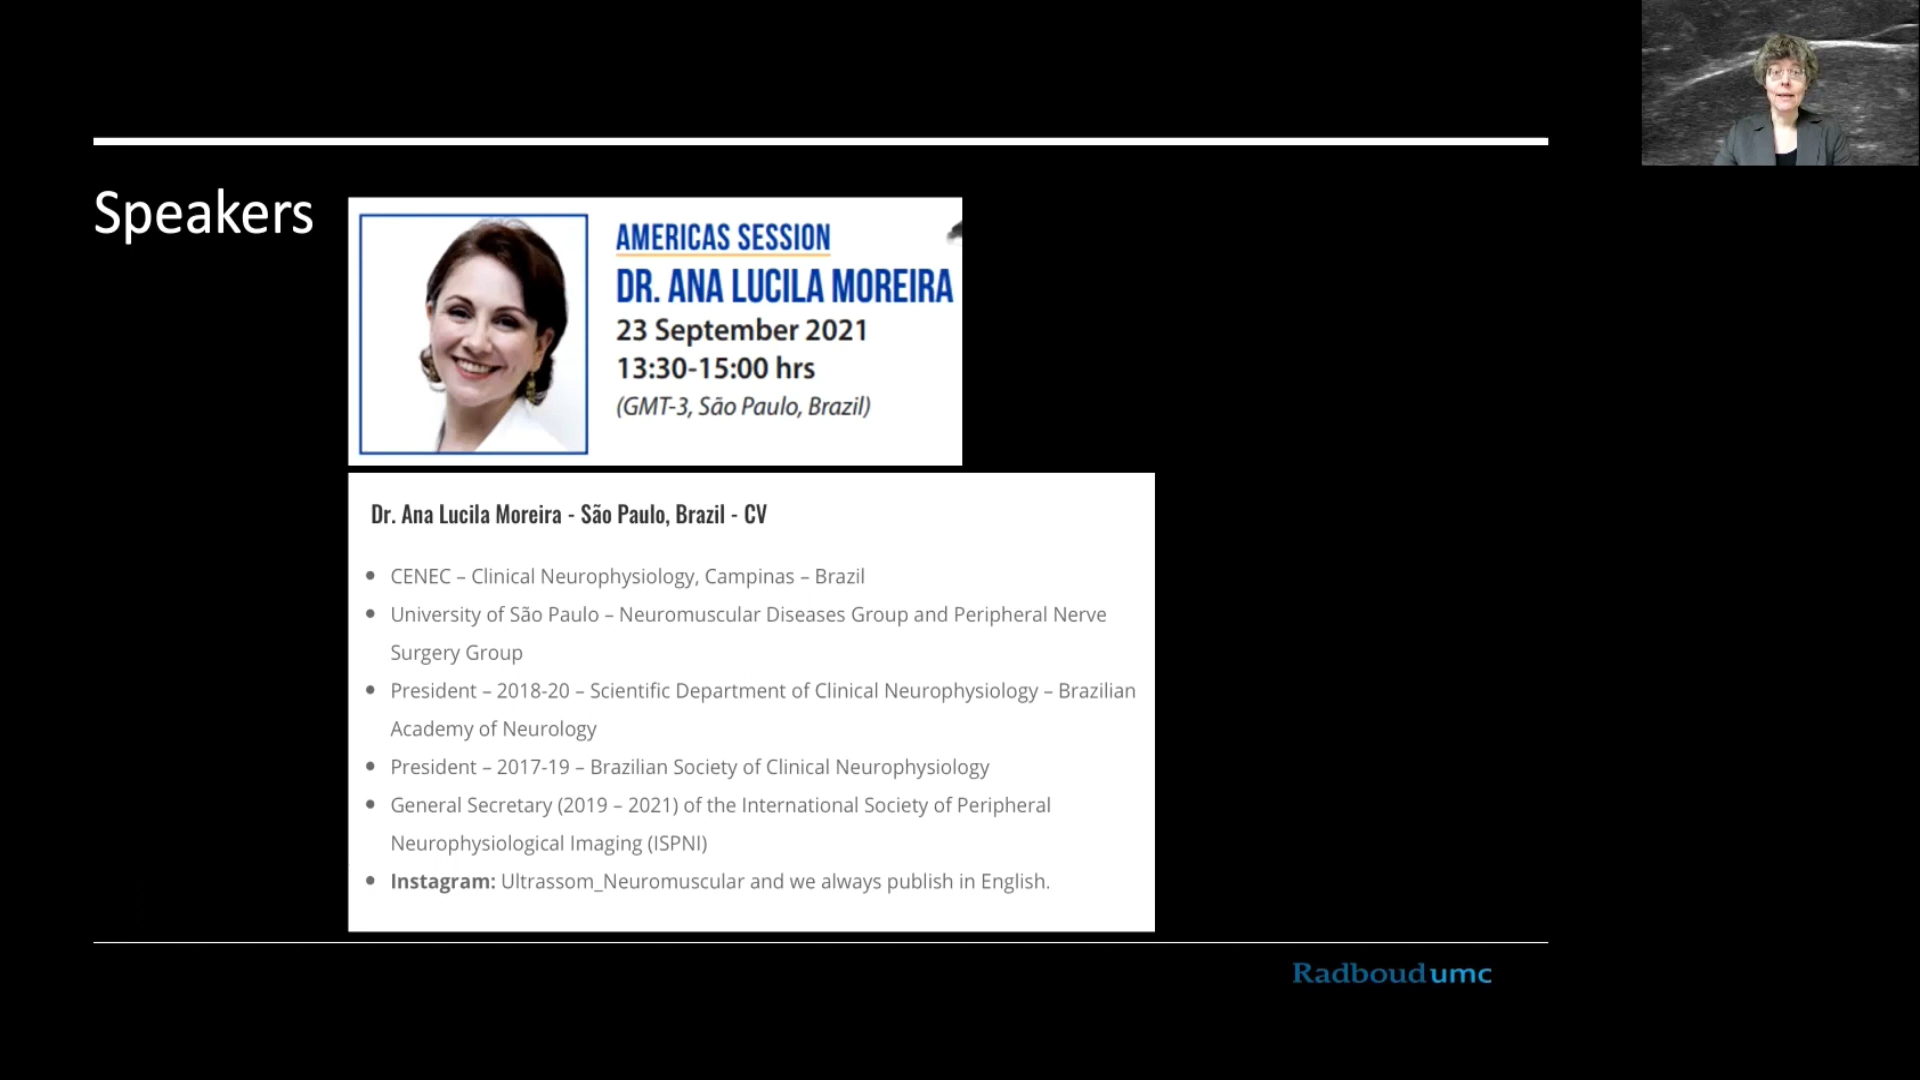 Speakers
AMERICAS SESSION
DR. ANA LUCILA MOREIRA
23 September 2021
13:30-15:00 hrs
(GMT-3, São Paulo, Brazil)
Dr. Ana Lucila Moreira - São Paulo, Brazil - CV
• CENEC – Clinical Neurophysiology, Campinas – Brazil
• University of São Paulo – Neuromuscular Diseases Group and Peripheral Nerve
Surgery Group
• President – 2018-20 – Scientific Department of Clinical Neurophysiology – Brazilian
Academy of Neurology
• President – 2017-19 – Brazilian Society of Clinical Neurophysiology
• General Secretary (2019 – 2021) of the International Society of Peripheral
Neurophysiological Imaging (ISPNI)
• Instagram: Ultrassom_Neuromuscular and we always publish in English.
Radboudumc